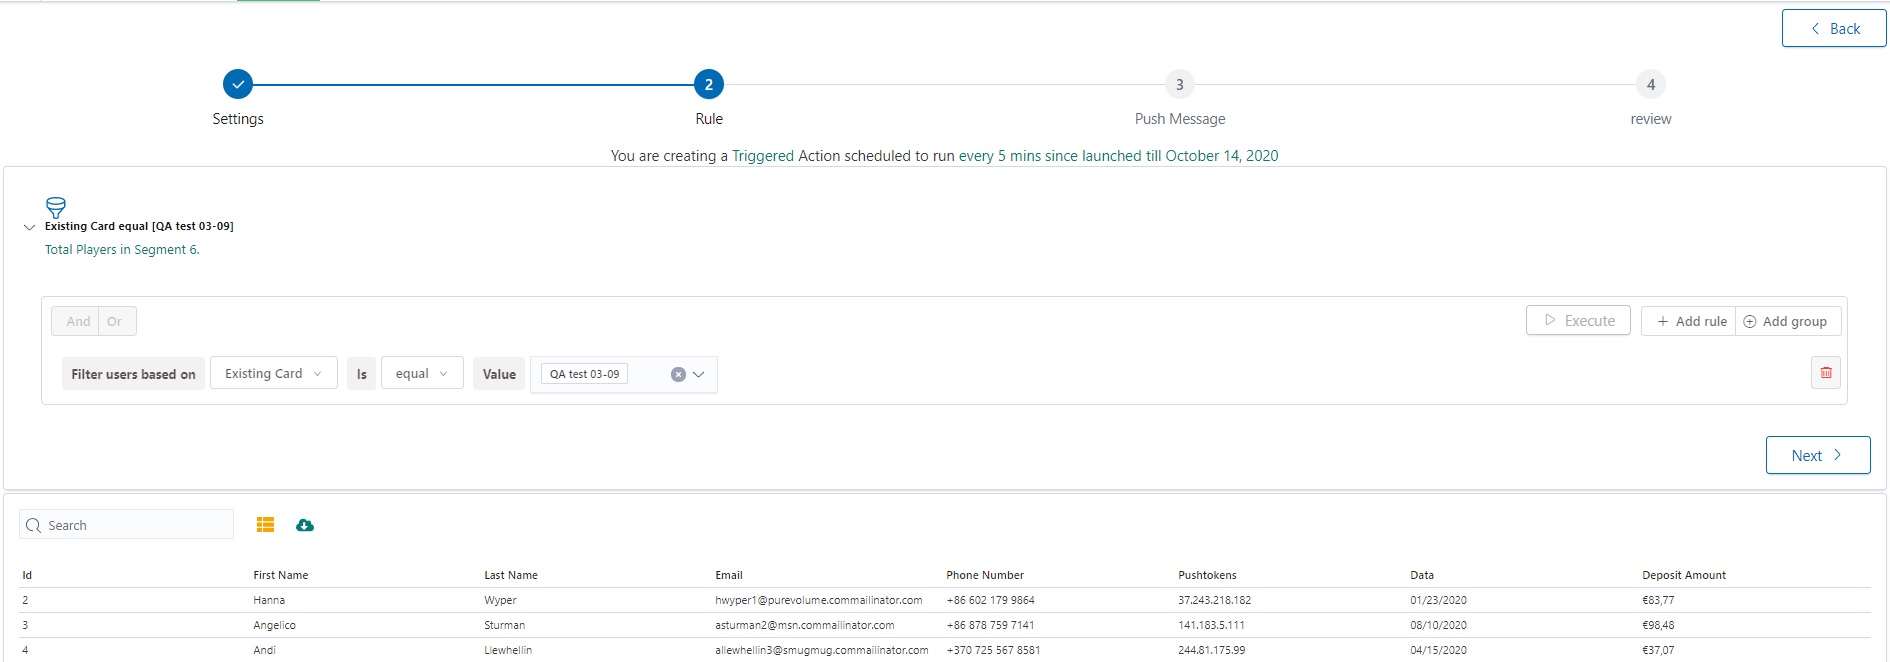 Back
2
3
4
Settings
Rule
Push Message
review
You are creating a Triggered Action scheduled to run every 5 mins since launched till October 14, 2020
Existing Card equal [QA test 03-09]
Total Players in Segment 6.
And Or
Execute
Add rule
Add group
Filter users based on
Existing Card
Is
equal
Value
QA test 03-09
Next
Search
Id First Name Last Name Email Phone Number Pushtokens Data Deposit Amount
2 Hanna Wyper hwyper1@purevolume.commailinator.com +86 602 179 9864 37.243.218.182 01/23/2020 €83,77
3 Angelico Sturman asturman2@msn.commailinator.com +86 878 759 7141 141.183.5.111 08/10/2020 €98,48
4 Andi Llewhellin allewhellin3@smugmug.commailinator.com +370 725 567 8581 244.81.175.99 04/15/2020 €37,07